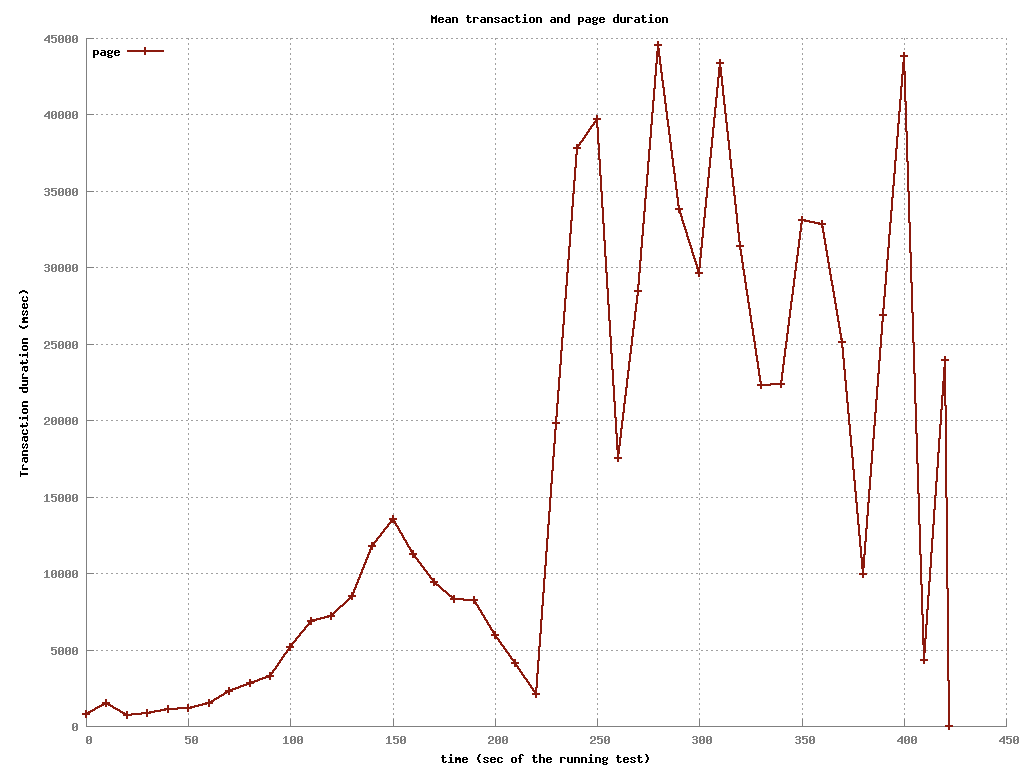 Mean transaction and page duration
45000
page
40000
35000
30000
25000
20000
15000
10000
5000
0
Transaction duration (msec)
0 50 100 150 200 250 300 350 400 450
time (sec of the running test)